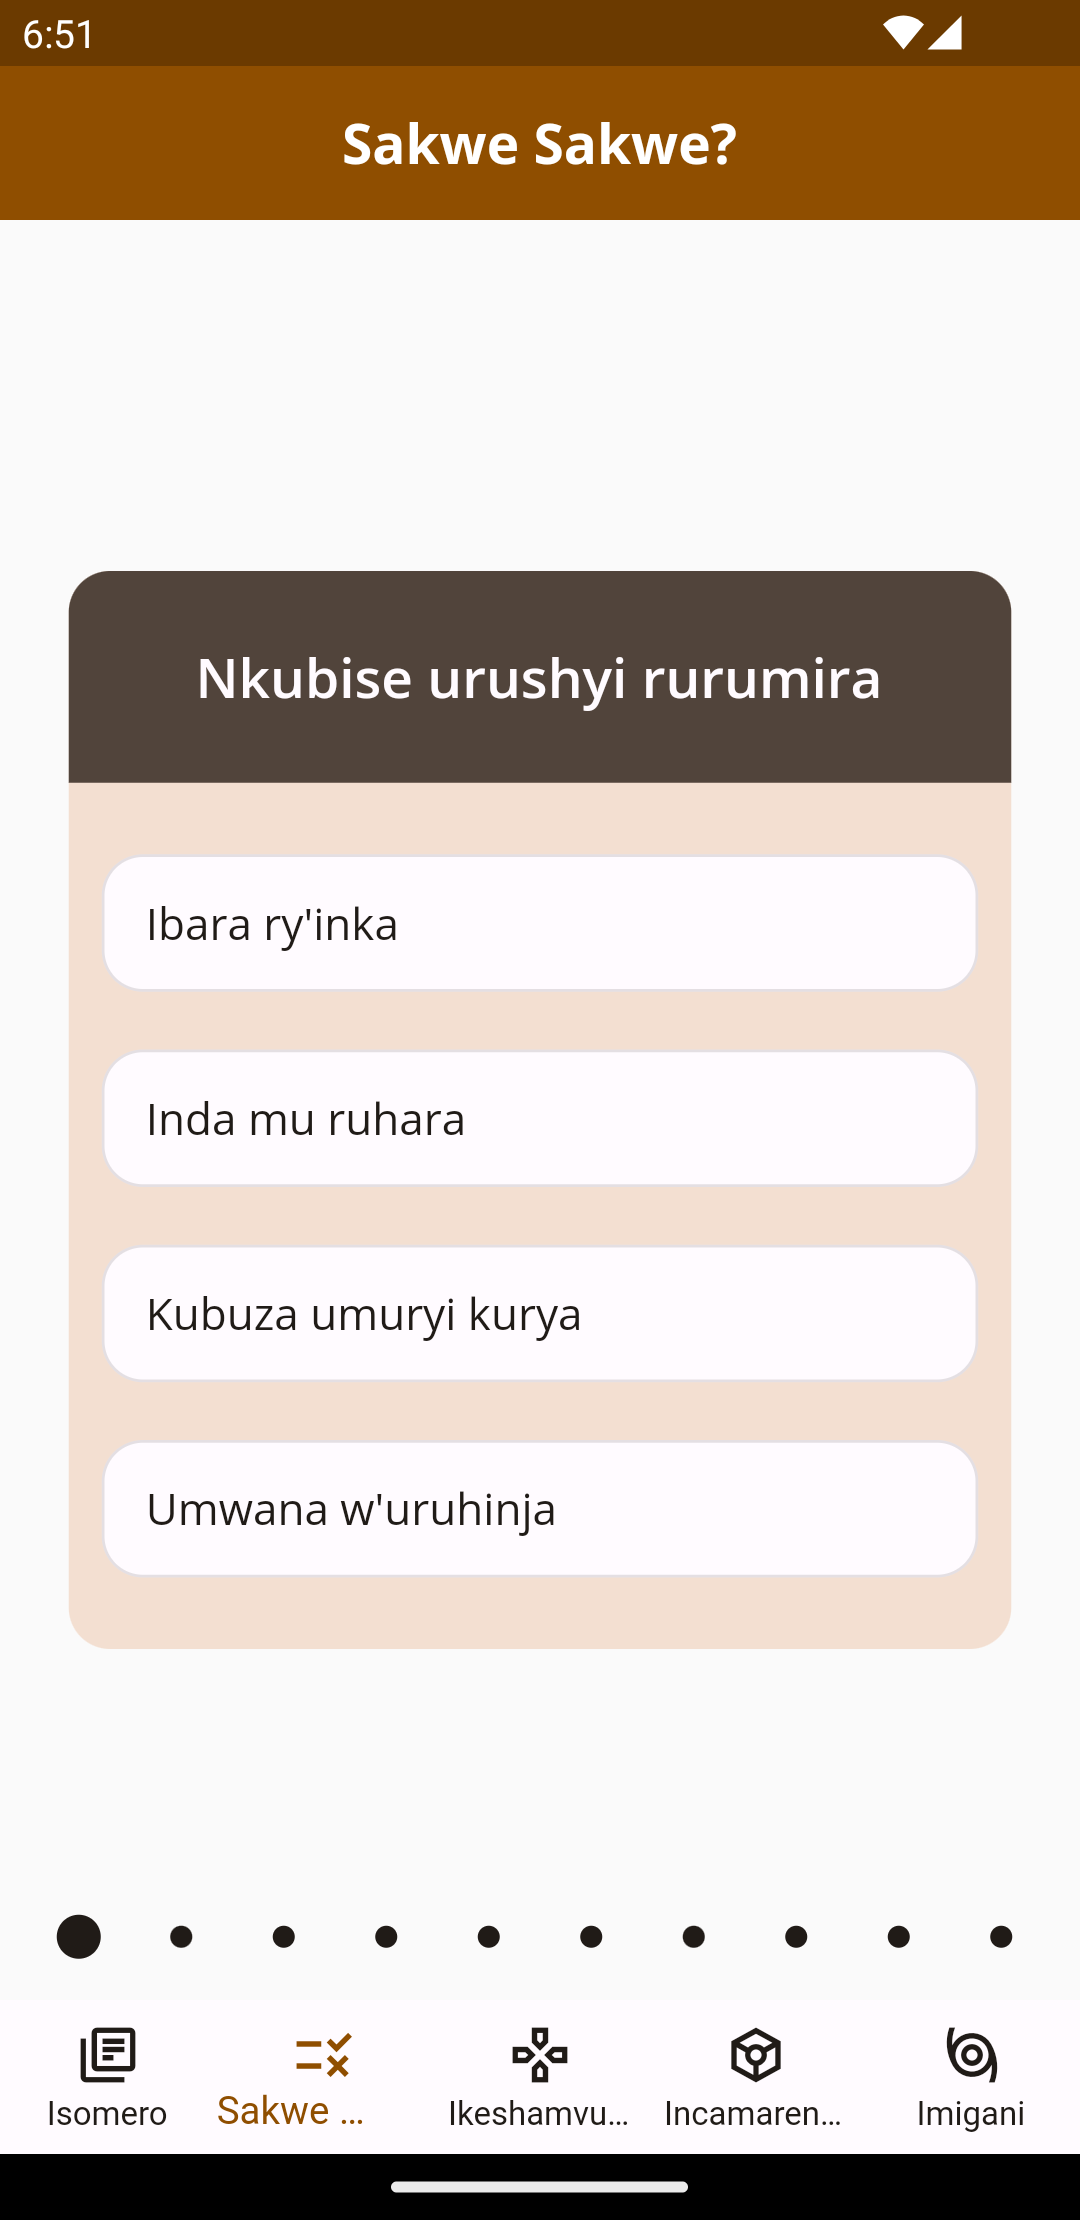 6:51
Sakwe Sakwe?
Nkubise urushyi rurumira
Ibara ry'inka
Inda mu ruhara
Kubuza umuryi kurya
Umwana w'uruhinja
Isomero
Sakwe ...
Ikeshamvu...
Incamaren...
Imigani